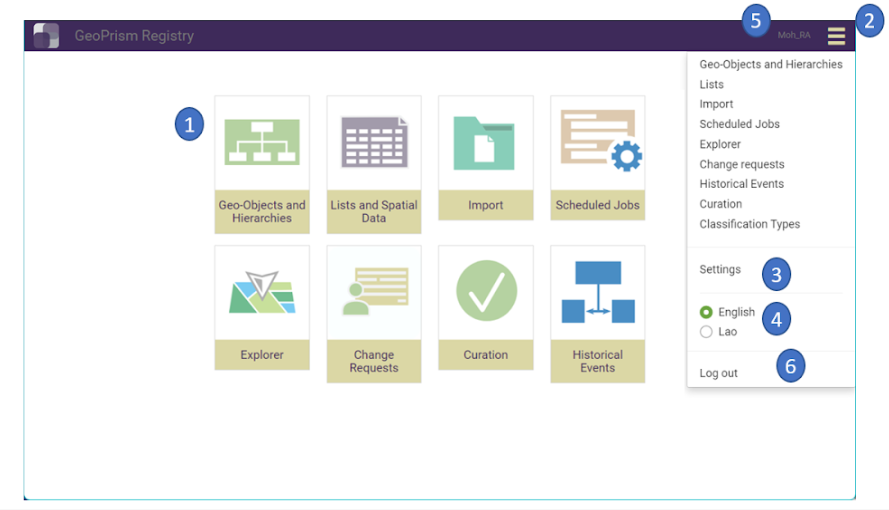 5
2
GeoPrism Registry
Moh_RA
1
Geo-Objects and
Hierarchies
Lists and Spatial
Data
Import
Scheduled Jobs
Explorer
Change
Requests
Curation
Historical
Events
Geo-Objects and Hierarchies
Lists
Import
Scheduled Jobs
Explorer
Change requests
Historical Events
Curation
Classification Types
Settings
3
English
4
Lao
Log out
6